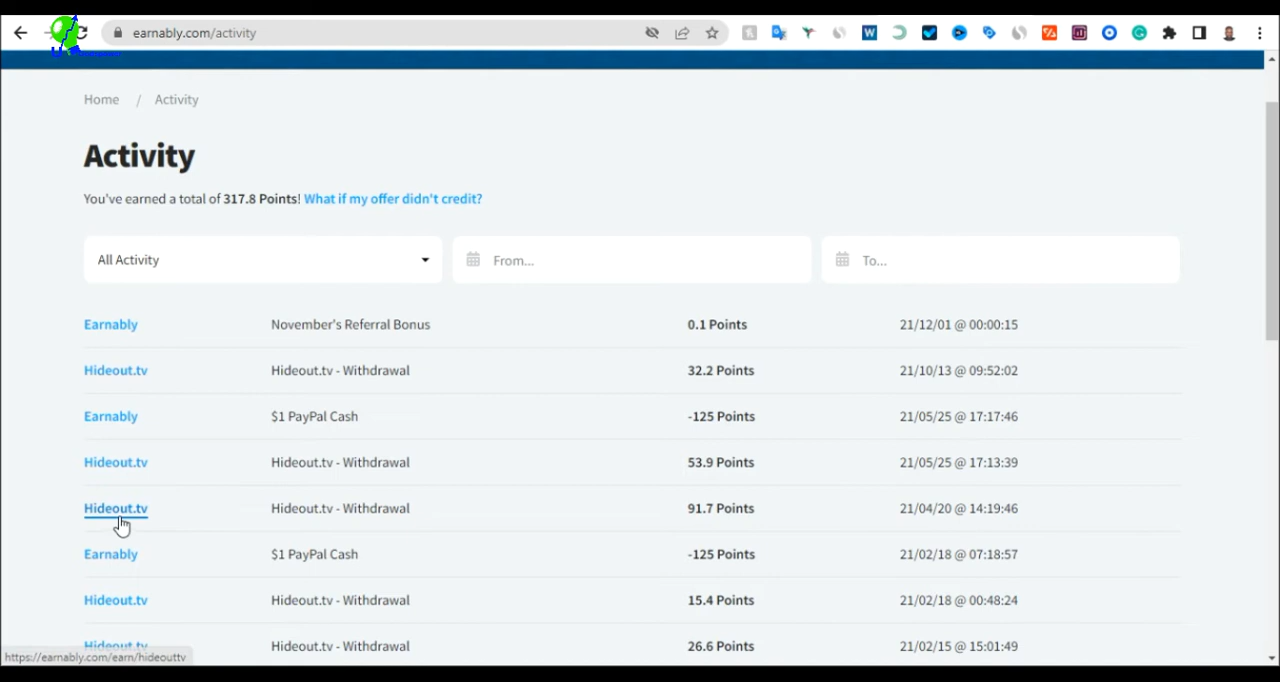 earnably.com/activity
Home / Activity
Activity
You've earned a total of 317.8 Points! What if my offer didn't credit?
All Activity From... To...
Earnably November's Referral Bonus 0.1 Points 21/12/01 @ 00:00:15
Hideout.tv Hideout.tv - Withdrawal 32.2 Points 21/10/13 @ 09:52:02
Earnably $1 PayPal Cash -125 Points 21/05/25 @ 17:17:46
Hideout.tv Hideout.tv - Withdrawal 53.9 Points 21/05/25 @ 17:13:39
Hideout.tv Hideout.tv - Withdrawal 91.7 Points 21/04/20 @ 14:19:46
Earnably $1 PayPal Cash -125 Points 21/02/18 @ 07:18:57
Hideout.tv Hideout.tv - Withdrawal 15.4 Points 21/02/18 @ 00:48:24
Hideout.tv Hideout.tv - Withdrawal 26.6 Points 21/02/15 @ 15:01:49
https://earnably.com/earn/hideouttv